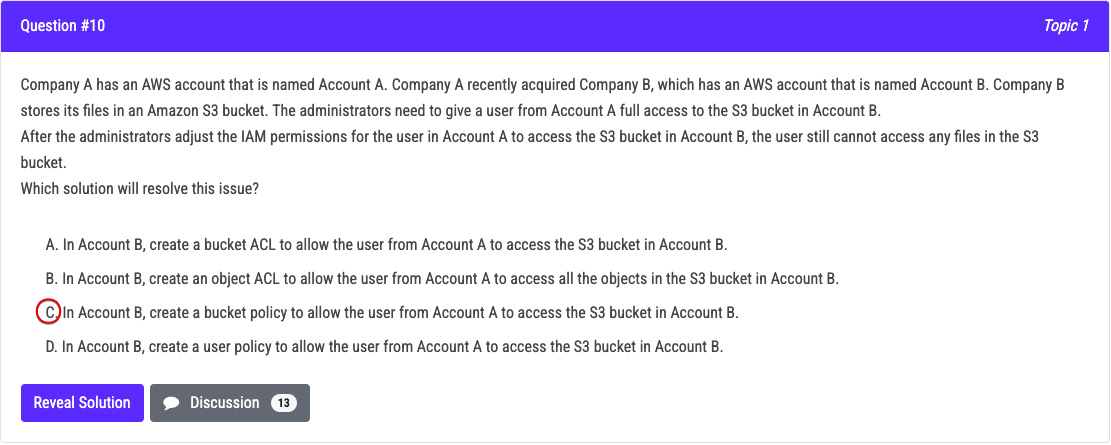 Question #10
Topic 1
Company A has an AWS account that is named Account A. Company A recently acquired Company B, which has an AWS account that is named Account B. Company B
stores its files in an Amazon S3 bucket. The administrators need to give a user from Account A full access to the S3 bucket in Account B.
After the administrators adjust the IAM permissions for the user in Account A to access the S3 bucket in Account B, the user still cannot access any files in the S3
bucket.
Which solution will resolve this issue?
A. In Account B, create a bucket ACL to allow the user from Account A to access the S3 bucket in Account B.
B. In Account B, create an object ACL to allow the user from Account A to access all the objects in the S3 bucket in Account B.
C. In Account B, create a bucket policy to allow the user from Account A to access the S3 bucket in Account B.
D. In Account B, create a user policy to allow the user from Account A to access the S3 bucket in Account B.
Reveal Solution
Discussion 13